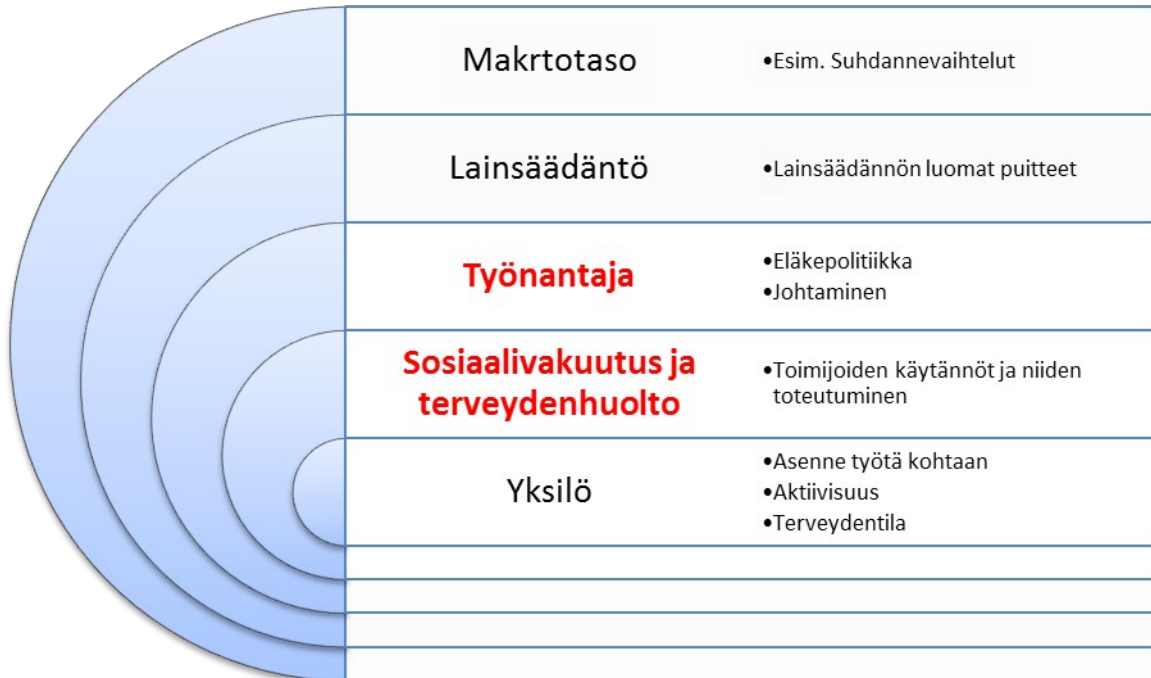 Makrtotaso
•Esim. Suhdannevaihtelut
Lainsäädäntö
•Lainsäädännön luomat puitteet
Työnantaja
•Eläkepolitiikka
•Johtaminen
Sosiaalivakuutus ja
terveydenhuolto
•Toimijoiden käytännöt ja niiden
toteutuminen
Yksilö
•Asenne työtä kohtaan
•Aktiivisuus
•Terveydentila